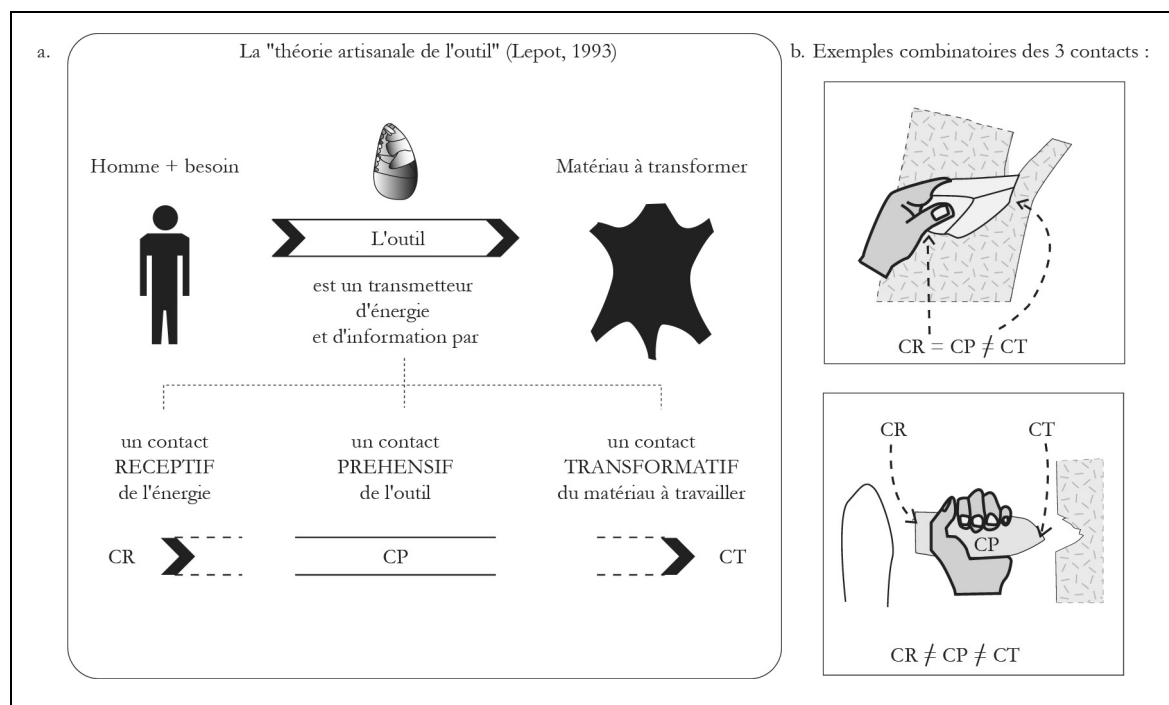 a.
La "théorie artisanale de l'outil" (Lepot, 1993)
Homme + besoin
Matériau à transformer
L'outil
est un transmetteur
d'énergie
et d'information par
un contact
RECEPTIF
de l'énergie
un contact
PREHENSIF
de l'outil
un contact
TRANSFORMATIF
du matériau à travailler
CR
CP
CT
b. Exemples combinatoires des 3 contacts :
CR = CP ≠ CT
CR
CT
CP
CR ≠ CP ≠ CT